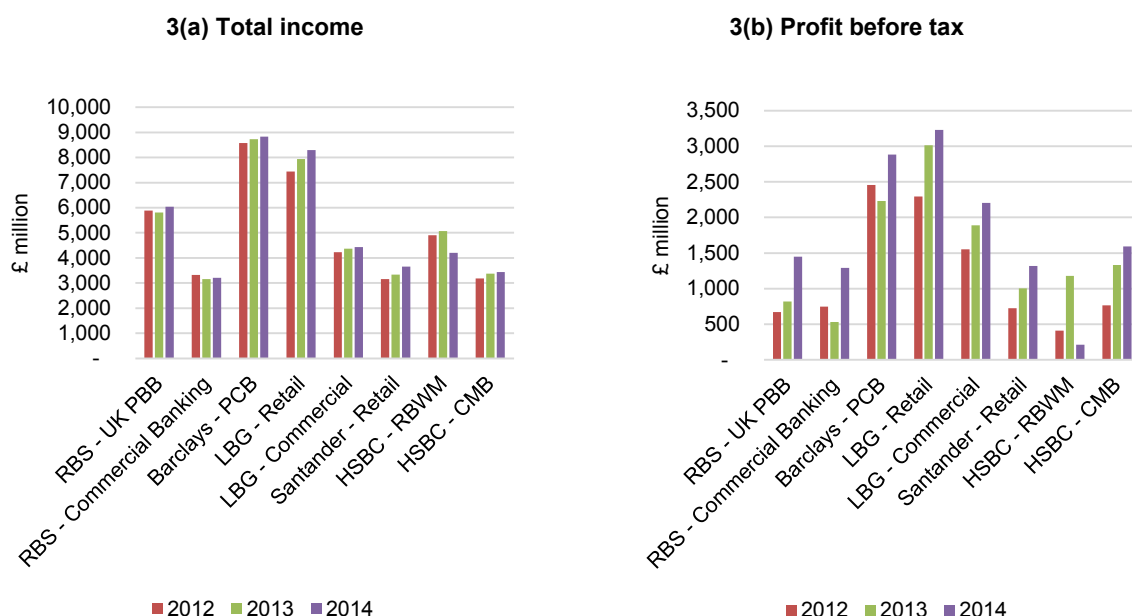 3(a) Total income
£ million
10,000
9,000
8,000
7,000
6,000
5,000
4,000
3,000
2,000
1,000
-
RBS - UK PBB
RBS - Commercial Banking
Barclays - PCB
LBG - Retail
LBG - Commercial
Santander - Retail
HSBC - RBWM
HSBC - CMB
2012 2013 2014
3(b) Profit before tax
£ million
3,500
3,000
2,500
2,000
1,500
1,000
500
-
RBS - UK PBB
RBS - Commercial Banking
Barclays - PCB
LBG - Retail
LBG - Commercial
Santander - Retail
HSBC - RBWM
HSBC - CMB
2012 2013 2014